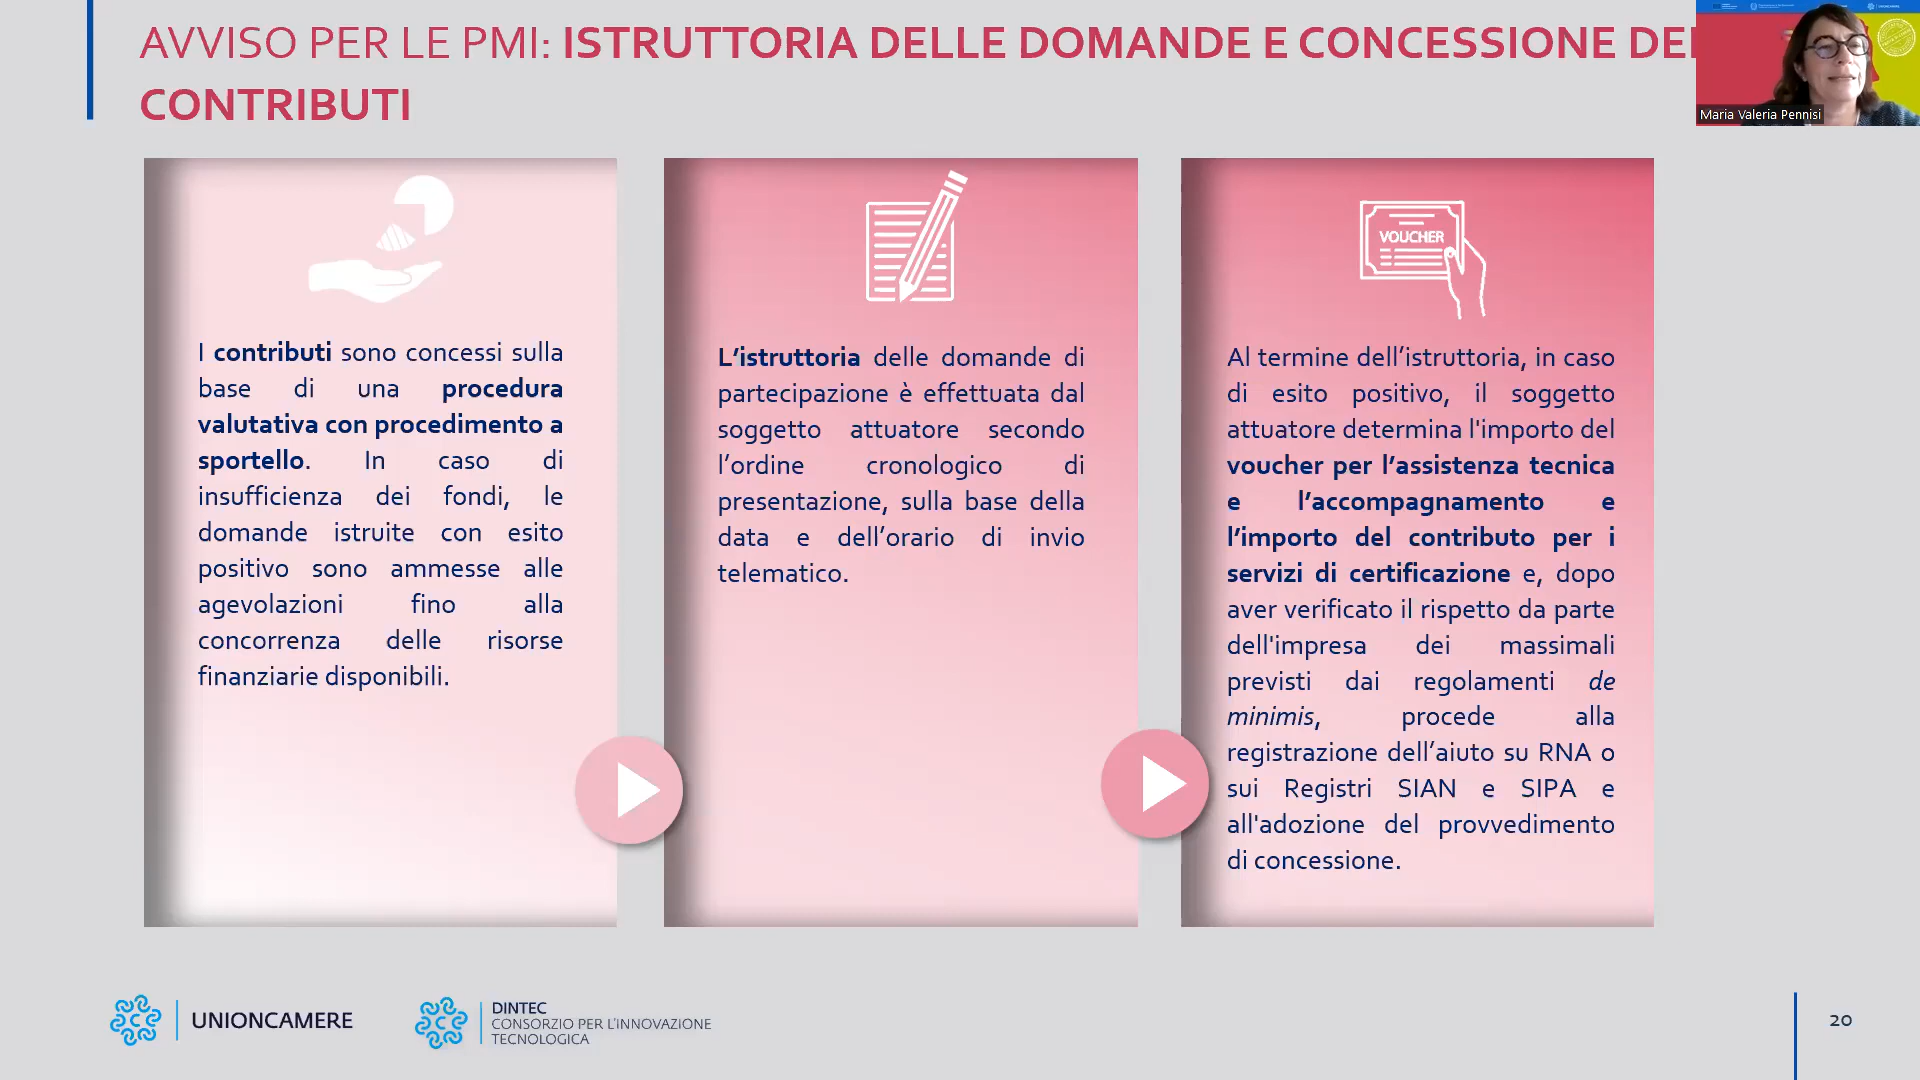 AVVISO PER LE PMI: ISTRUTTORIA DELLE DOMANDE E CONCESSIONE
CONTRIBUTI
Maria Valeria Pennisi
I contributi sono concessi sulla
base di una procedura
valutativa con procedimento a
sportello. In caso di
insufficienza dei fondi, le
domande istruite con esito
positivo sono ammesse alle
agevolazioni fino alla
concorrenza delle risorse
finanziarie disponibili.
L’istruttoria delle domande di
partecipazione è effettuata dal
soggetto attuatore secondo
l’ordine cronologico di
presentazione, sulla base della
data e dell’orario di invio
telematico.
VOUCHER
Al termine dell’istruttoria, in caso
di esito positivo, il soggetto
attuatore determina l'importo del
voucher per l’assistenza tecnica
e l’accompagnamento e
l’importo del contributo per i
servizi di certificazione e, dopo
aver verificato il rispetto da parte
dell'impresa dei massimali
previsti dai regolamenti de
minimis, procede alla
registrazione dell’aiuto su RNA o
sui Registri SIAN e SIPA e
all'adozione del provvedimento
di concessione.
UNIONCAMERE
DINTEC
CONSORZIO PER L'INNOVAZIONE
TECNOLOGICA
20